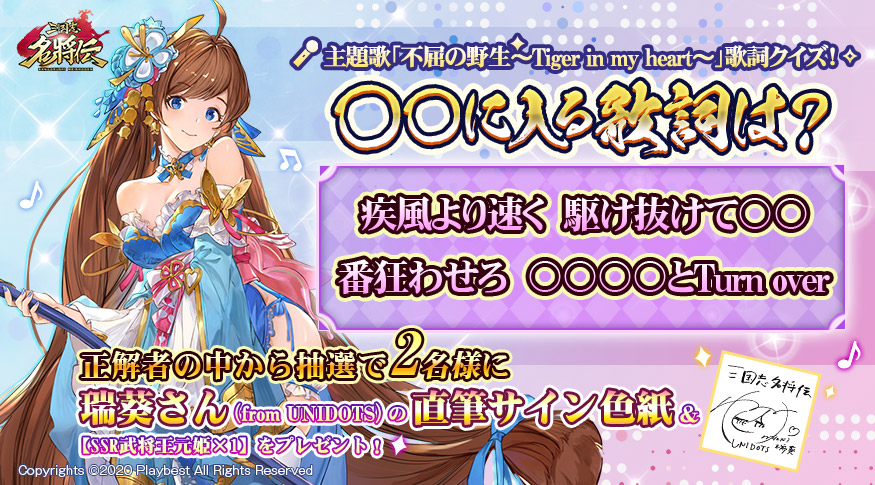 三国志
名将伝
主題歌「不屈の野生～Tiger in my heart～」歌詞クイズ!
〇〇に入る歌詞は?
疾風より速く 駆け抜けて〇〇
番狂わせろ 〇〇〇〇とTurn over
正解者の中から抽選で2名様に
瑞葵さん(from UNIDOTS)の直筆サイン色紙&
【SSR武将王元姫×1】をプレゼント!
三国志名将伝
UNIDOTS 瑞葵
Copyrights ©2020 Playbest All Rights Reserved